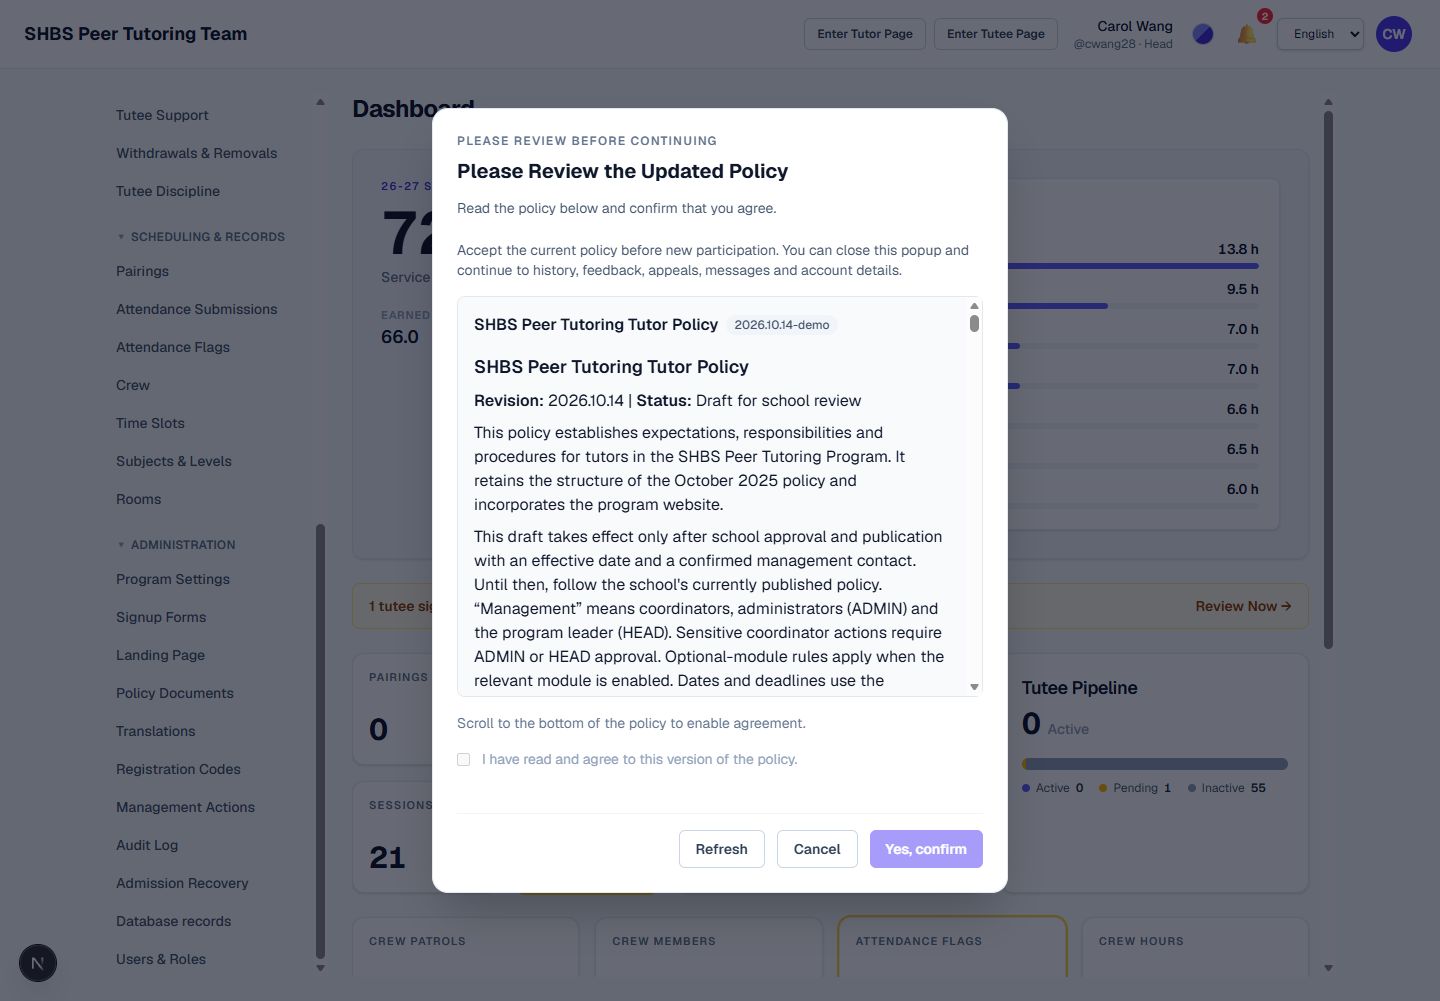 SHBS Peer Tutoring Team
Enter Tutor Page
Enter Tutee Page
Carol Wang
@cwang28 · Head
2
English
CW
Tutee Support
Withdrawals & Removals
Tutee Discipline
SCHEDULING & RECORDS
Pairings
Attendance Submissions
Attendance Flags
Crew
Time Slots
Subjects & Levels
Rooms
ADMINISTRATION
Program Settings
Signup Forms
Landing Page
Policy Documents
Translations
Registration Codes
Management Actions
Audit Log
Admission Recovery
Database records
Users & Roles
N
Dashboard
26-27 S
72
Service
EARNED
66.0
13.8 h
9.5 h
7.0 h
7.0 h
6.6 h
6.5 h
6.0 h
1 tutee sig
Review Now →
PAIRINGS
0
SESSIONS
21
Tutee Pipeline
0 Active
Active 0 Pending 1 Inactive 55
CREW PATROLS
CREW MEMBERS
ATTENDANCE FLAGS
CREW HOURS
PLEASE REVIEW BEFORE CONTINUING
Please Review the Updated Policy
Read the policy below and confirm that you agree.
Accept the current policy before new participation. You can close this popup and
continue to history, feedback, appeals, messages and account details.
SHBS Peer Tutoring Tutor Policy 2026.10.14-demo
SHBS Peer Tutoring Tutor Policy
Revision: 2026.10.14 | Status: Draft for school review
This policy establishes expectations, responsibilities and
procedures for tutors in the SHBS Peer Tutoring Program. It
retains the structure of the October 2025 policy and
incorporates the program website.
This draft takes effect only after school approval and publication
with an effective date and a confirmed management contact.
Until then, follow the school's currently published policy.
“Management” means coordinators, administrators (ADMIN) and
the program leader (HEAD). Sensitive coordinator actions require
ADMIN or HEAD approval. Optional-module rules apply when the
relevant module is enabled. Dates and deadlines use the
Scroll to the bottom of the policy to enable agreement.
I have read and agree to this version of the policy.
Refresh
Cancel
Yes, confirm